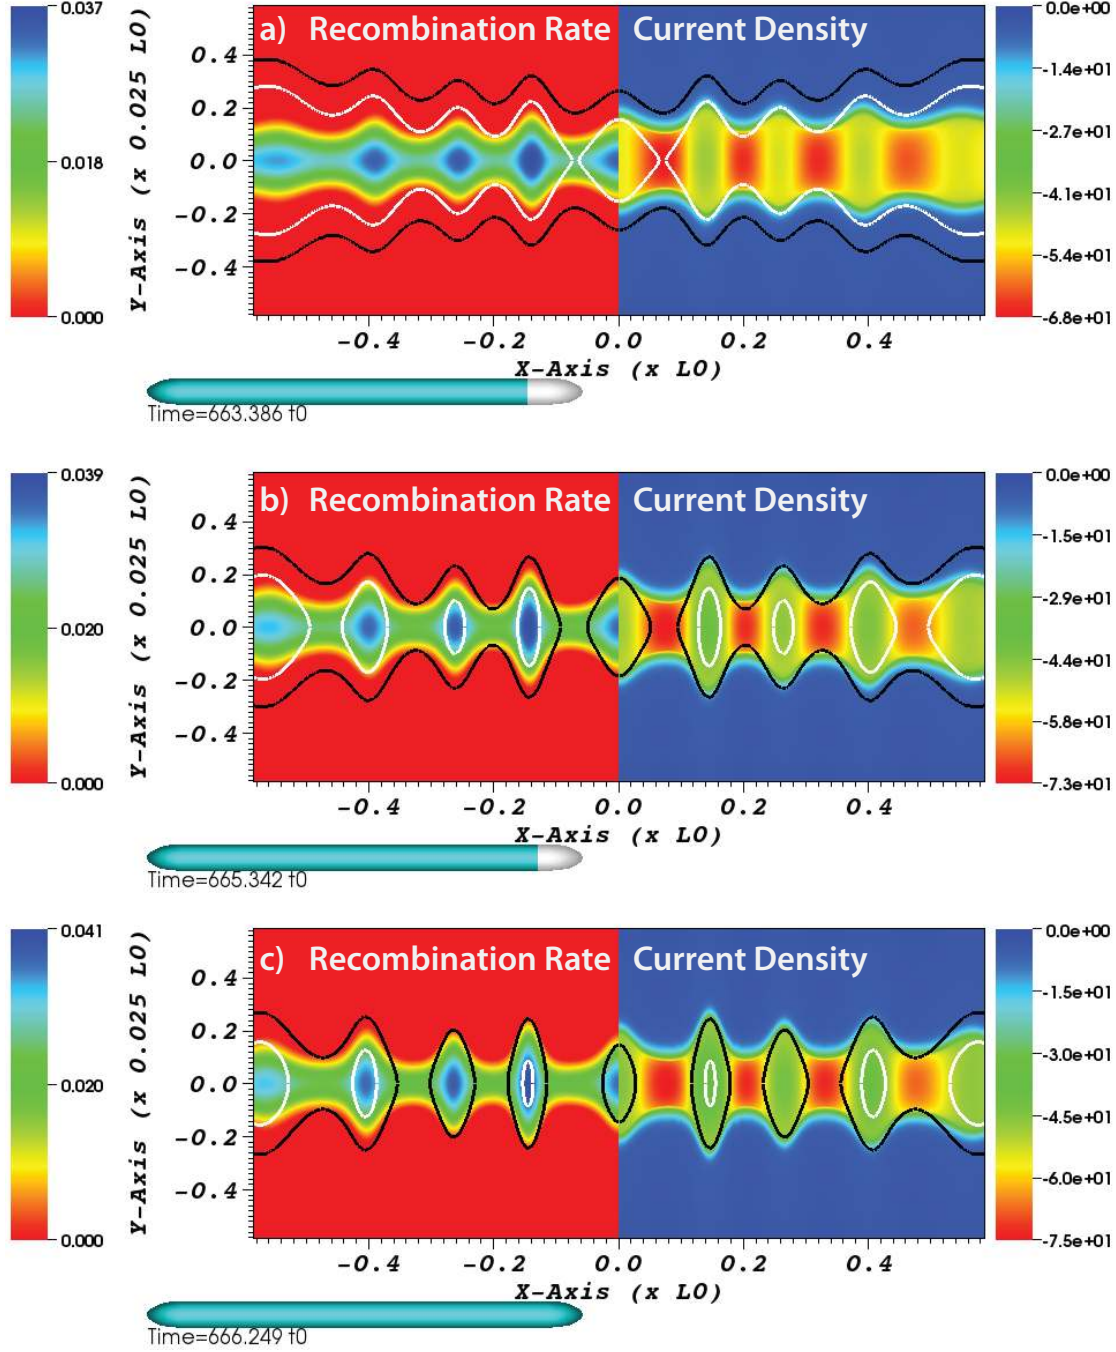 a) Recombination Rate Current Density
0.037
0.018
0.000
Y-Axis (x 0.025 L0)
0.4
0.2
0.0
-0.2
-0.4
0.0e+00
-1.4e+01
-2.7e+01
-4.1e+01
-5.4e+01
-6.8e+01
-0.4 -0.2 0.0 0.2 0.4
X-Axis (x L0)
Time=663.386 t0
b) Recombination Rate Current Density
0.039
0.020
0.000
Y-Axis (x 0.025 L0)
0.4
0.2
0.0
-0.2
-0.4
0.0e+00
-1.5e+01
-2.9e+01
-4.4e+01
-5.8e+01
-7.3e+01
-0.4 -0.2 0.0 0.2 0.4
X-Axis (x L0)
Time=665.342 t0
c) Recombination Rate Current Density
0.041
0.020
0.000
Y-Axis (x 0.025 L0)
0.4
0.2
0.0
-0.2
-0.4
0.0e+00
-1.5e+01
-3.0e+01
-4.5e+01
-6.0e+01
-7.5e+01
-0.4 -0.2 0.0 0.2 0.4
X-Axis (x L0)
Time=666.249 t0